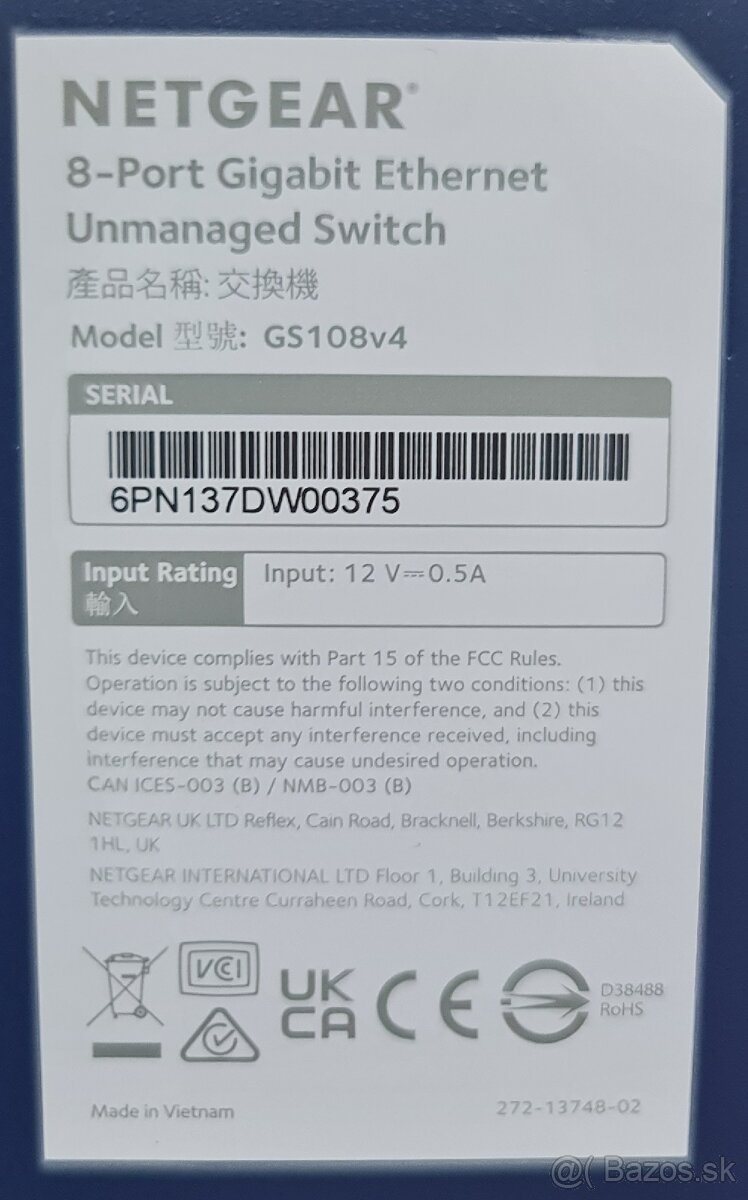 NETGEAR®
8-Port Gigabit Ethernet
Unmanaged Switch
產品名稱: 交換機
Model 型號: GS108v4
SERIAL
6PN137DW00375
Input Rating
輸入
Input: 12 V⎓0.5A
This device complies with Part 15 of the FCC Rules.
Operation is subject to the following two conditions: (1) this
device may not cause harmful interference, and (2) this
device must accept any interference received, including
interference that may cause undesired operation.
CAN ICES-003 (B) / NMB-003 (B)
NETGEAR UK LTD Reflex, Cain Road, Bracknell, Berkshire, RG12
1HL, UK
NETGEAR INTERNATIONAL LTD Floor 1, Building 3, University
Technology Centre Curraheen Road, Cork, T12EF21, Ireland
VCI
UK
CA
CE
D38488
RoHS
Made in Vietnam
272-13748-02
@( Bazos.sk